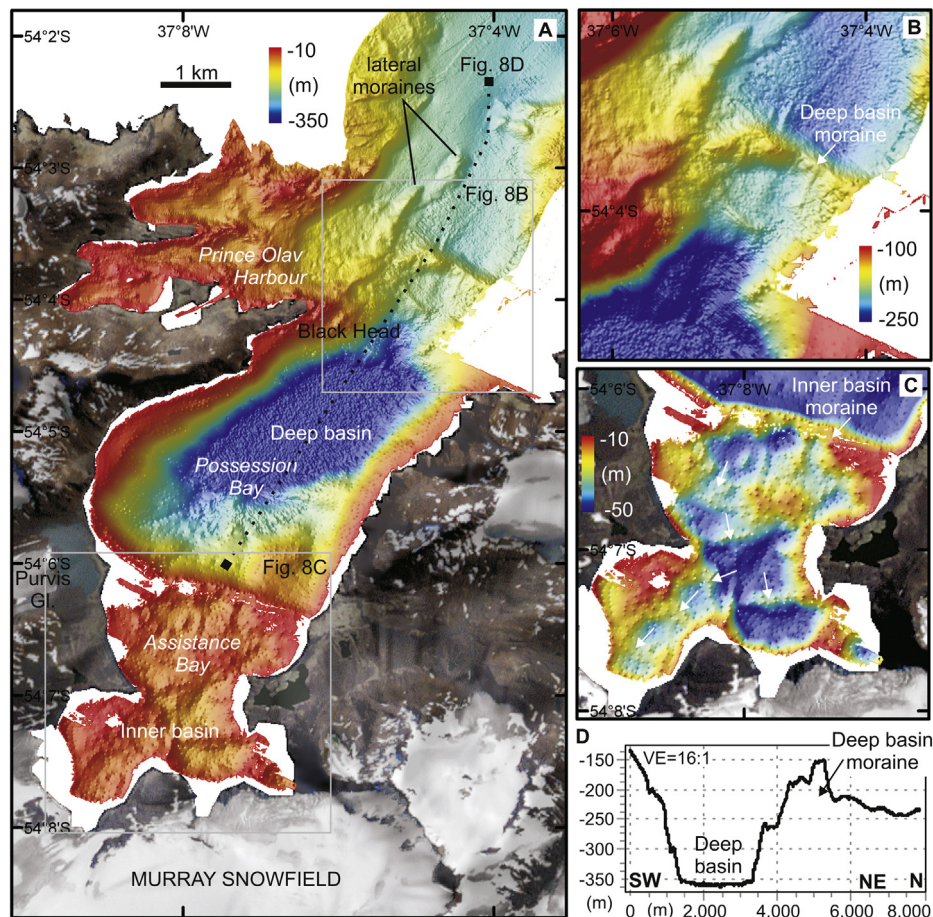 37°8'W
37°4'W
A
54°2'S
-10
(m)
-350
1 km
lateral
moraines
Fig. 8D
54°3'S
Fig. 8B
Prince Olav
Harbour
54°4'S
Black Head
54°5'S
Deep basin
Possession
Bay
54°6'S
Fig. 8C
Purvis
Gl.
Assistance
Bay
54°7'S
Inner basin
54°8'S
MURRAY SNOWFIELD
37°6'W
37°4'W
B
Deep basin
moraine
54°4'S
-100
(m)
-250
54°6'S
37°8'W
C
Inner basin
moraine
-10
(m)
-50
54°7'S
54°8'S
D
VE=16:1
Deep basin
moraine
-150
-200
-250
-300
-350
Deep
basin
SW
NE
N
(m)
0
(m)
2,000
4,000
6,000
8,000